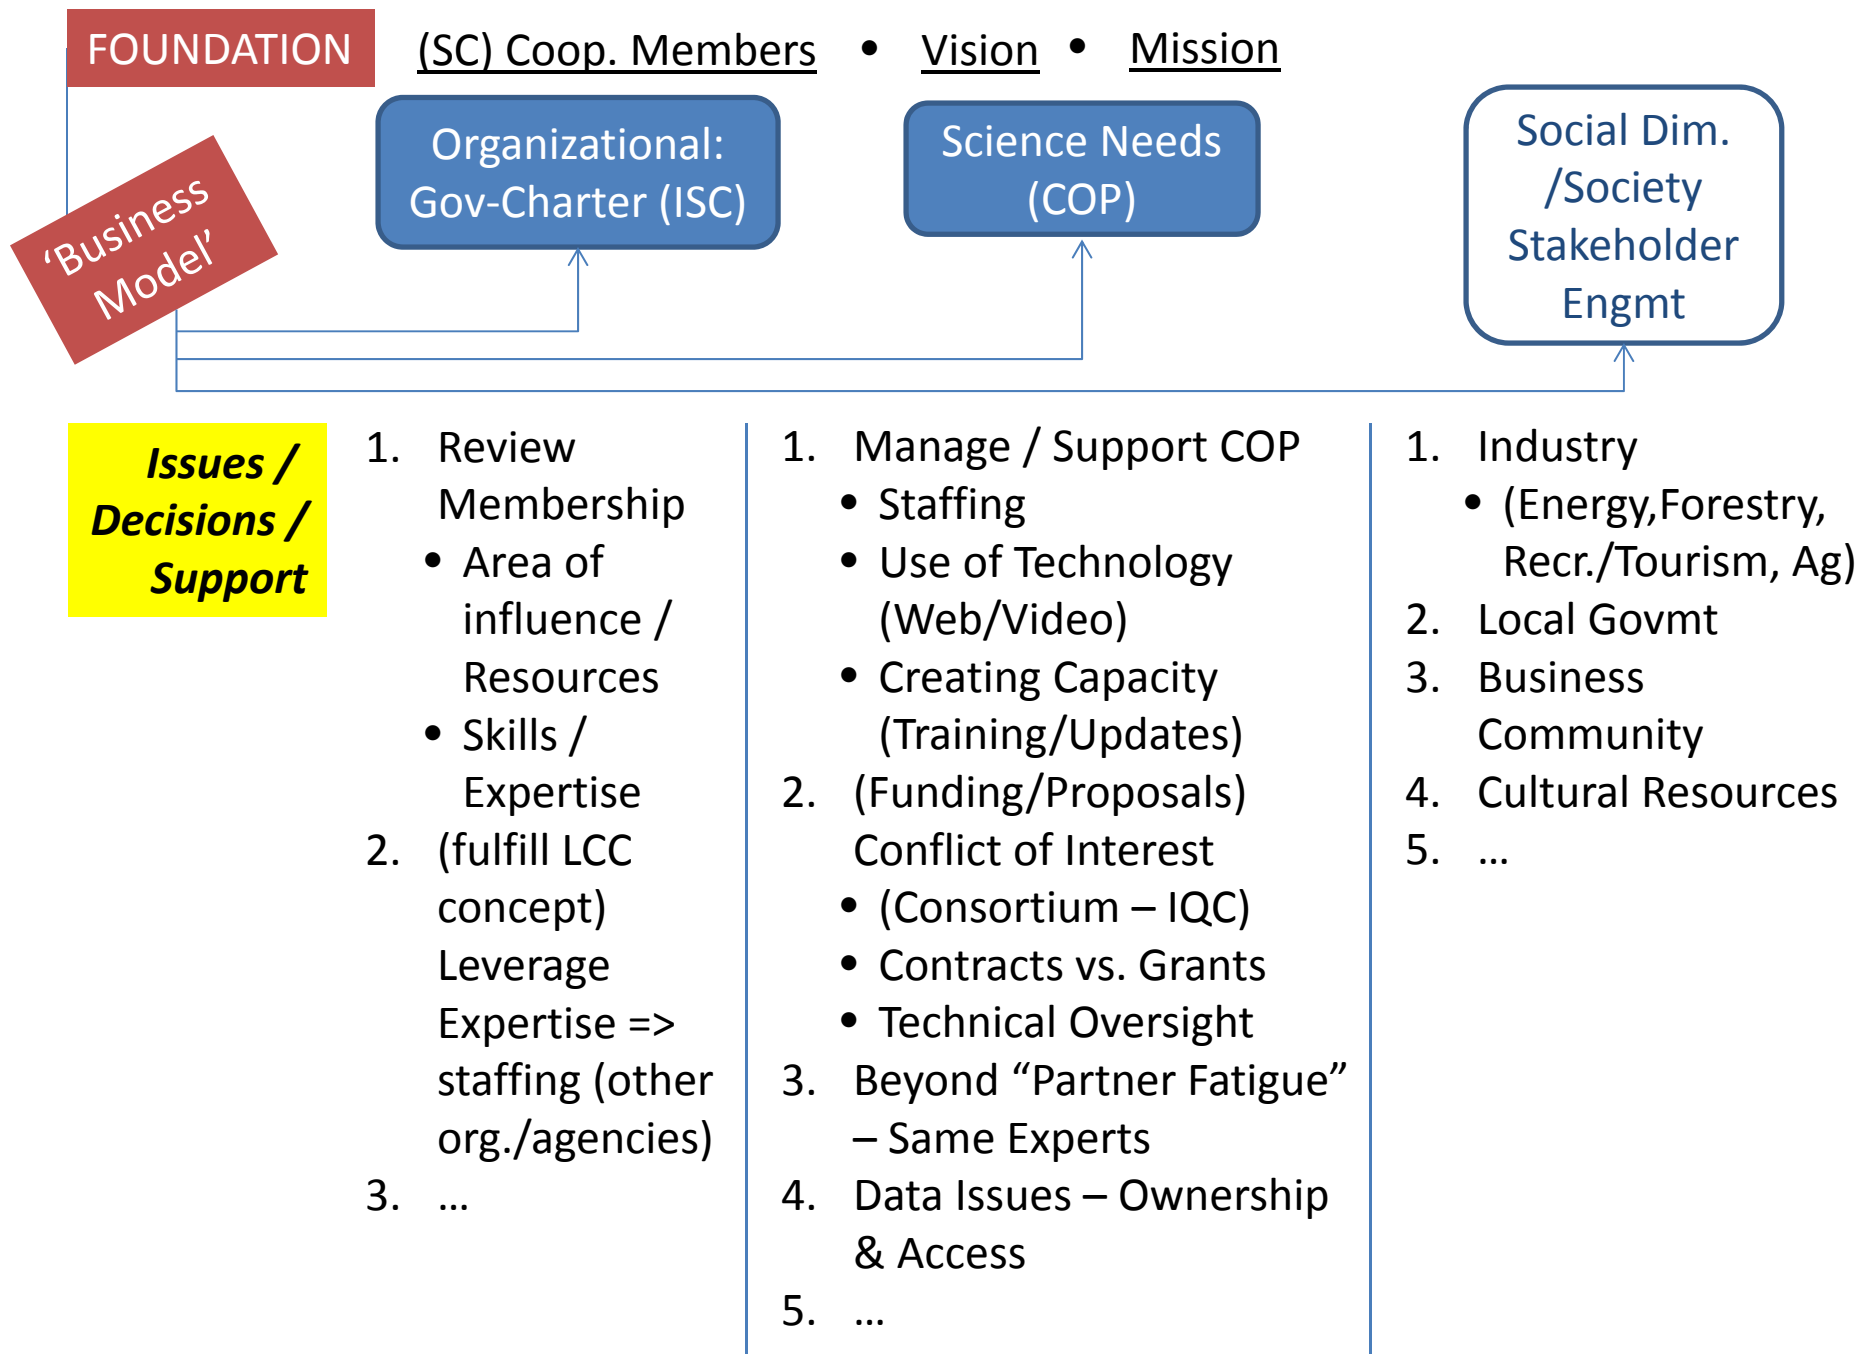 FOUNDATION
(SC) Coop. Members • Vision • Mission
‘Business
Model’
Organizational:
Gov-Charter (ISC)
Science Needs
(COP)
Social Dim.
/Society
Stakeholder
Engmt
Issues /
Decisions /
Support
1. Review
Membership
• Area of
influence /
Resources
• Skills /
Expertise
2. (fulfill LCC
concept)
Leverage
Expertise =>
staffing (other
org./agencies)
3. …
1. Manage / Support COP
• Staffing
• Use of Technology
(Web/Video)
• Creating Capacity
(Training/Updates)
2. (Funding/Proposals)
Conflict of Interest
• (Consortium – IQC)
• Contracts vs. Grants
• Technical Oversight
3. Beyond “Partner Fatigue”
– Same Experts
4. Data Issues – Ownership
& Access
5. …
1. Industry
• (Energy,Forestry,
Recr./Tourism, Ag)
2. Local Govmt
3. Business
Community
4. Cultural Resources
5. …